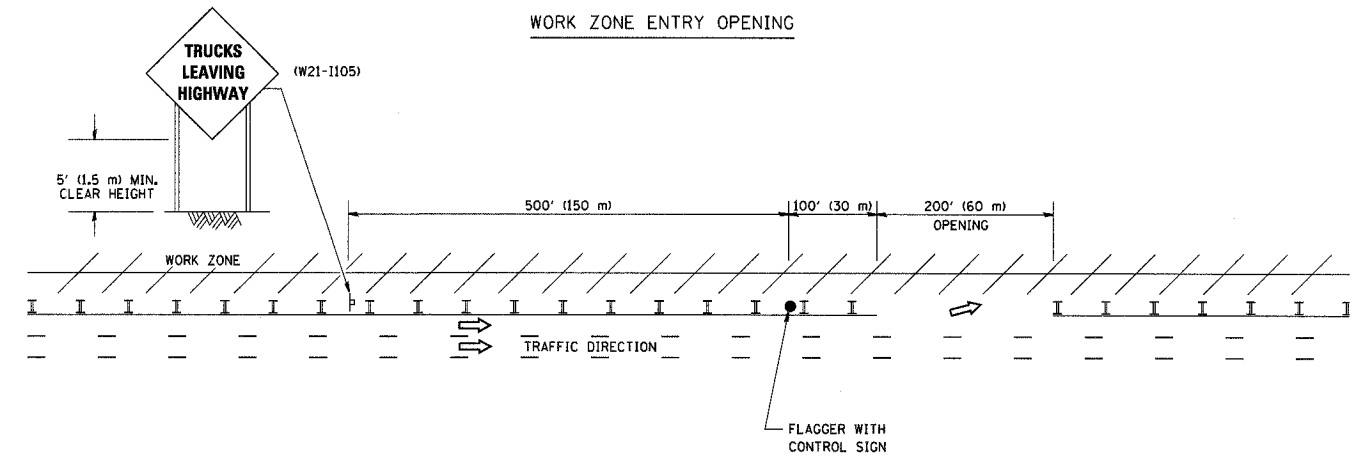 WORK ZONE ENTRY OPENING
TRUCKS
LEAVING
HIGHWAY
(W21-I105)
5' (1.5 m) MIN.
CLEAR HEIGHT
500' (150 m)
100' (30 m)
200' (60 m)
OPENING
WORK ZONE
TRAFFIC DIRECTION
FLAGGER WITH
CONTROL SIGN